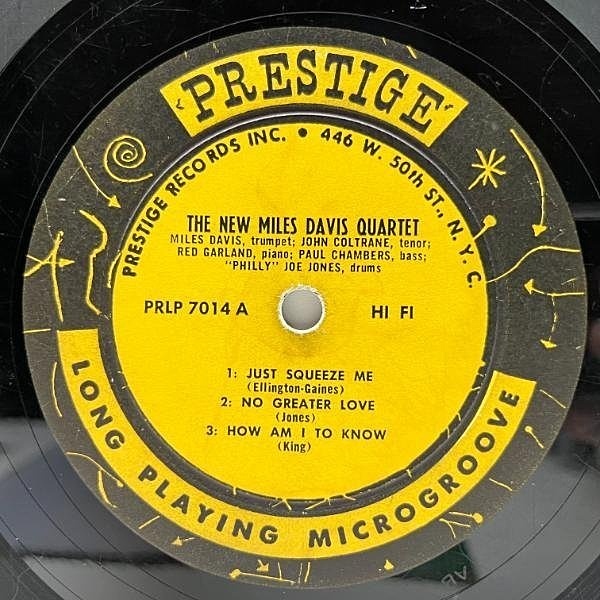 PRESTIGE
PRESTIGE RECORDS INC. • 446 W. 50th ST., N.Y.C.
THE NEW MILES DAVIS QUARTET
MILES DAVIS, trumpet; JOHN COLTRANE, tenor;
RED GARLAND, piano; PAUL CHAMBERS, bass;
"PHILLY" JOE JONES, drums
PRLP 7014 A HI FI
1: JUST SQUEEZE ME
(Ellington-Gaines)
2: NO GREATER LOVE
(Jones)
3: HOW AM I TO KNOW
(King)
LONG PLAYING MICROGROOVE